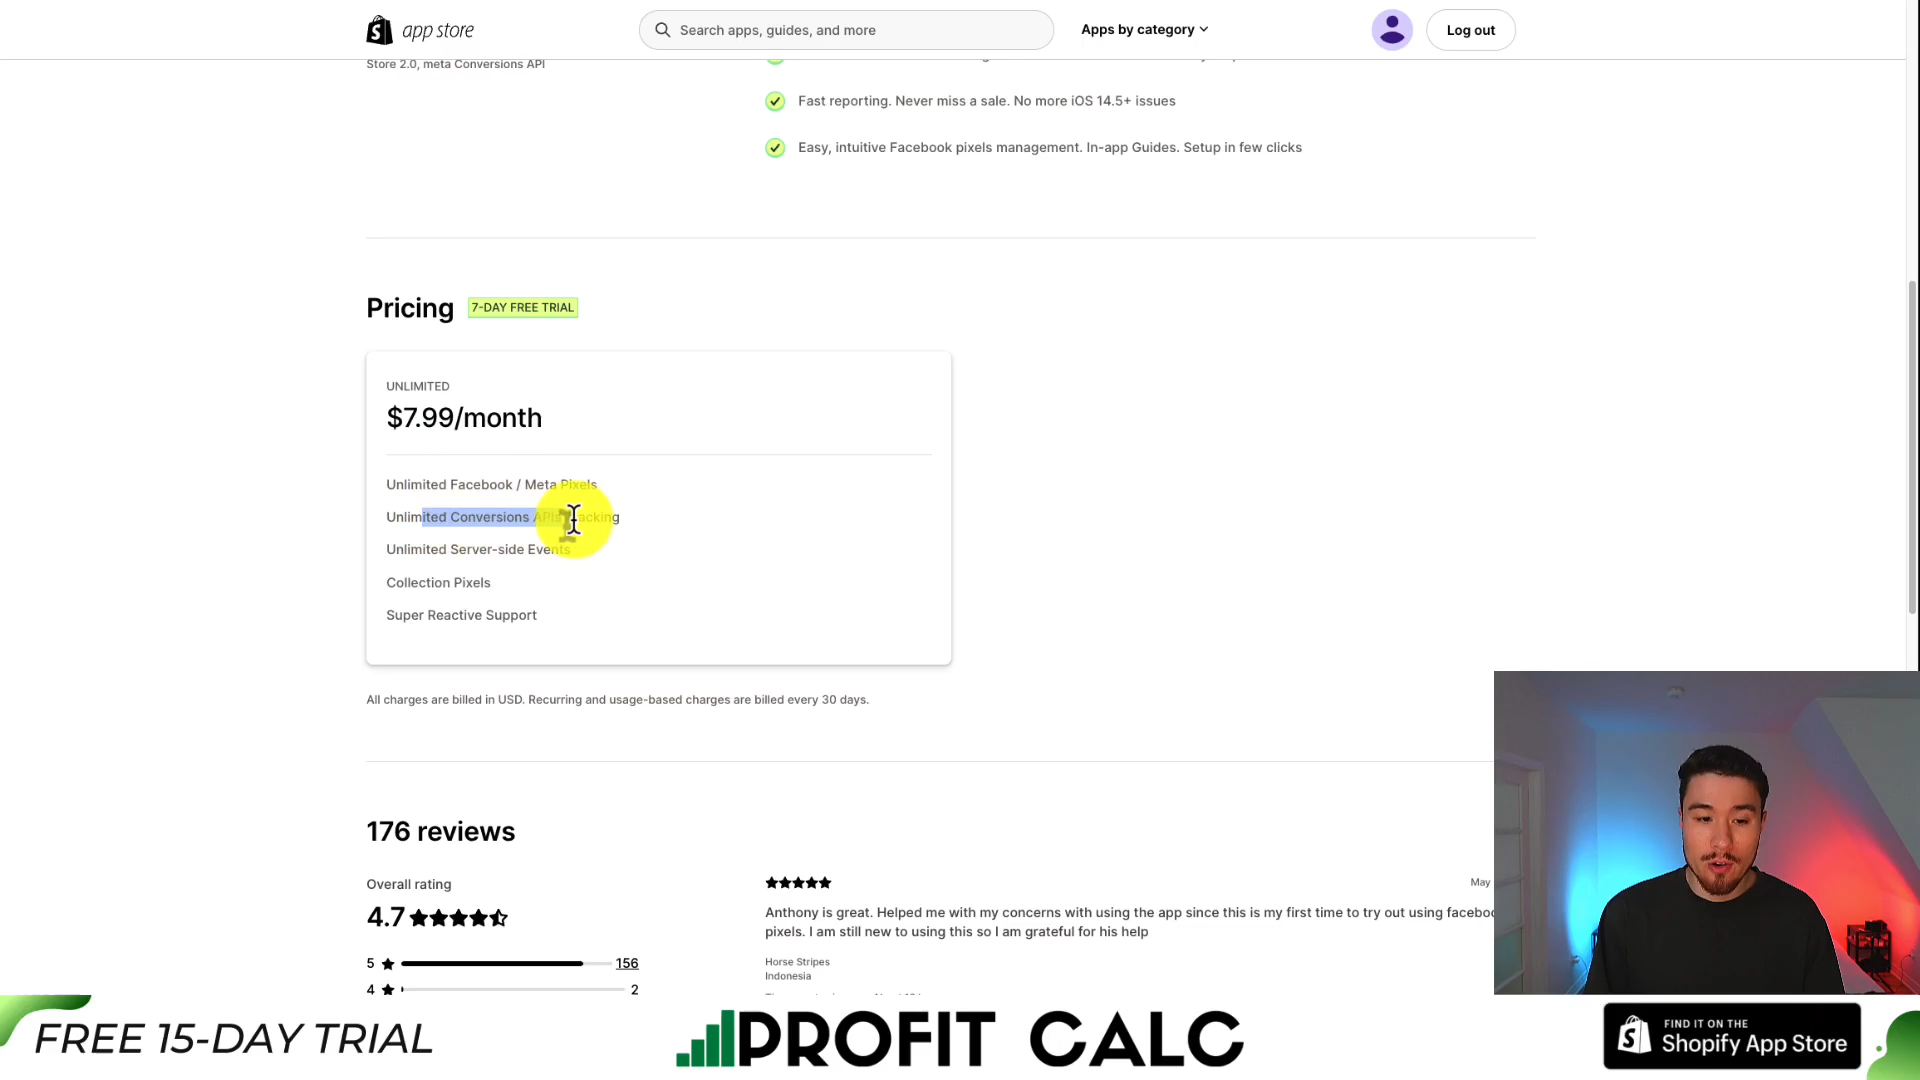 app store
Search apps, guides, and more
Apps by category
Log out
Store 2.0, meta Conversions API
Fast reporting. Never miss a sale. No more iOS 14.5+ issues
Easy, intuitive Facebook pixels management. In-app Guides. Setup in few clicks
Pricing
7-DAY FREE TRIAL
UNLIMITED
$7.99/month
Unlimited Facebook / Meta Pixels
Unlimited Conversions APIs Tracking
Unlimited Server-side Events
Collection Pixels
Super Reactive Support
All charges are billed in USD. Recurring and usage-based charges are billed every 30 days.
176 reviews
Overall rating
4.7
5 156
4 2
May
Anthony is great. Helped me with my concerns with using the app since this is my first time to try out using faceboo
pixels. I am still new to using this so I am grateful for his help
Horse Stripes
Indonesia
FREE 15-DAY TRIAL
PROFIT CALC
FIND IT ON THE
Shopify App Store